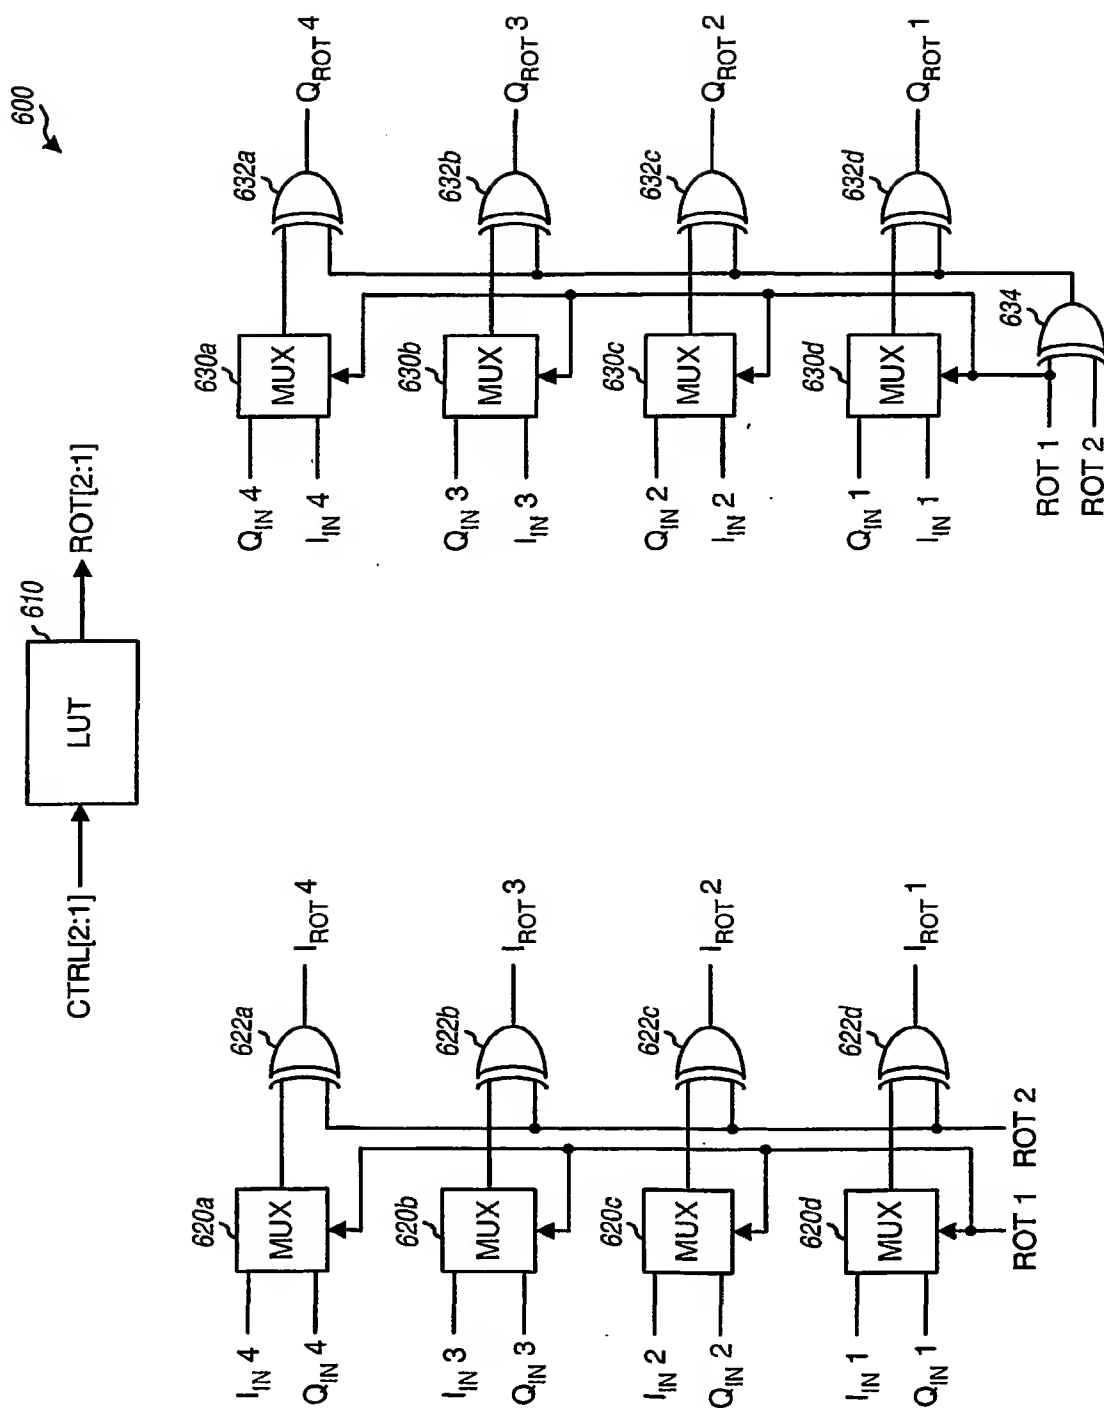 600
CTRL[2:1]
LUT
610
ROT[2:1]
I_IN 4
Q_IN 4
620a
MUX
622a
I_ROT 4
I_IN 3
Q_IN 3
620b
MUX
622b
I_ROT 3
I_IN 2
Q_IN 2
620c
MUX
622c
I_ROT 2
I_IN 1
Q_IN 1
620d
MUX
622d
I_ROT 1
ROT 1
ROT 2
Q_IN 4
I_IN 4
630a
MUX
632a
Q_ROT 4
Q_IN 3
I_IN 3
630b
MUX
632b
Q_ROT 3
Q_IN 2
I_IN 2
630c
MUX
632c
Q_ROT 2
Q_IN 1
I_IN 1
630d
MUX
632d
Q_ROT 1
ROT 1
ROT 2
634